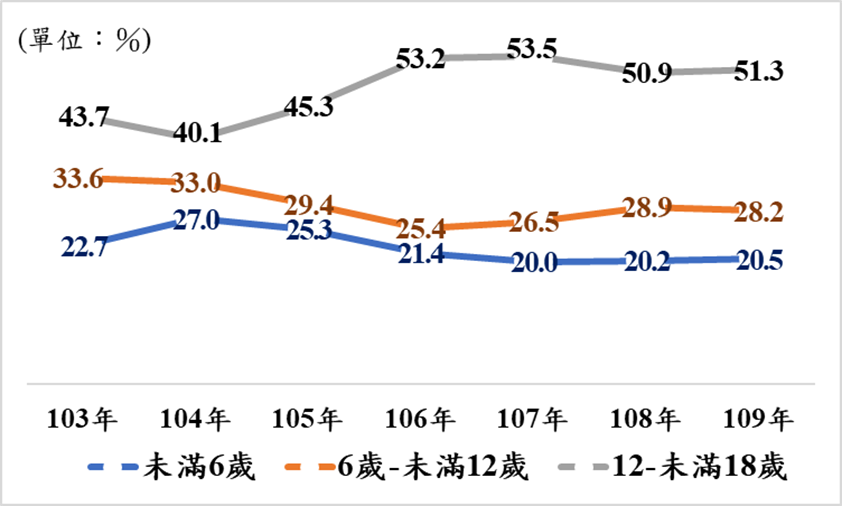 (單位：%)
43.7 40.1 45.3 53.2 53.5 50.9 51.3
33.6 33.0 29.4 25.4 26.5 28.9 28.2
22.7 27.0 25.3 21.4 20.0 20.2 20.5
103年 104年 105年 106年 107年 108年 109年
未滿6歲 6歲-未滿12歲 12-未滿18歲